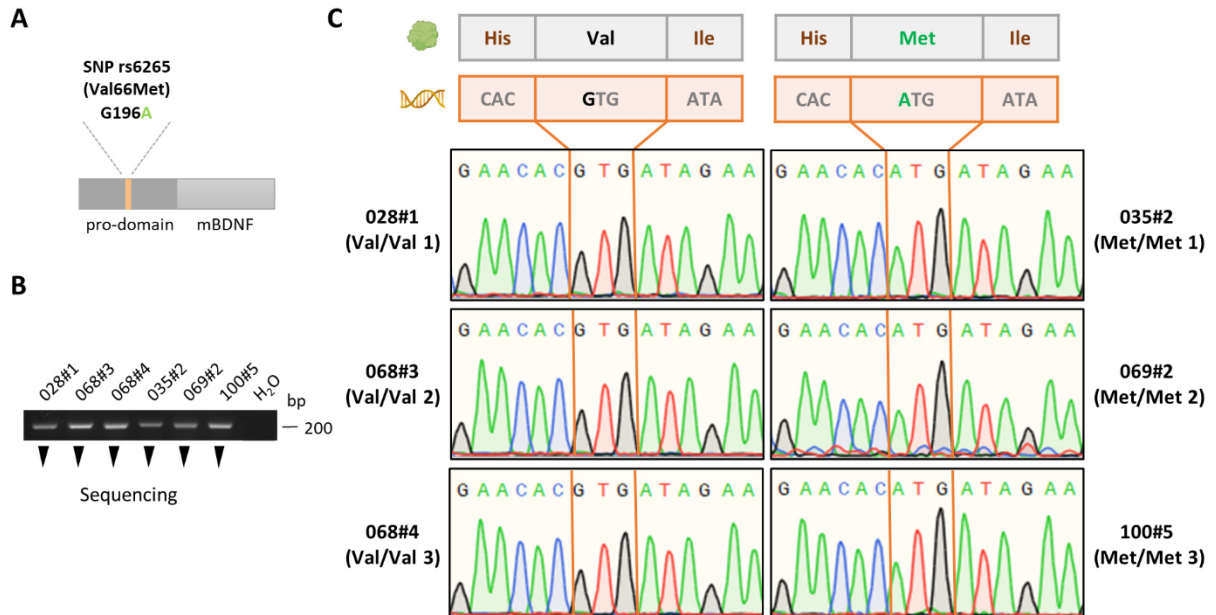 A
SNP rs6265
(Val66Met)
G196A
pro-domain
mBDNF
B
028#1
068#3
068#4
035#2
069#2
100#5
H2O
bp
200
Sequencing
C
His Val Ile
CAC GTG ATA
His Met Ile
CAC ATG ATA
028#1
(Val/Val 1)
G A A C A C G T G A T A G A A
G A A C A C A T G A T A G A A
035#2
(Met/Met 1)
068#3
(Val/Val 2)
G A A C A C G T G A T A G A A
G A A C A C A T G A T A G A A
069#2
(Met/Met 2)
068#4
(Val/Val 3)
G A A C A C G T G A T A G A A
G A A C A C A T G A T A G A A
100#5
(Met/Met 3)